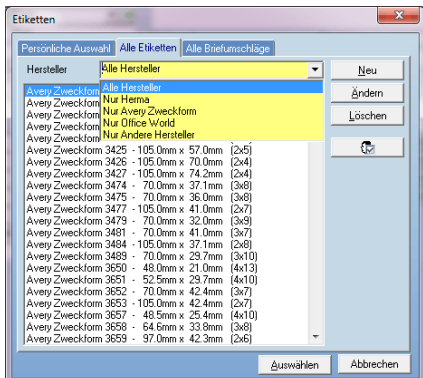 Etiketten
Persönliche Auswahl Alle Etiketten Alle Briefumschläge
Hersteller Alle Hersteller Neu
Alle Hersteller
Nur Herma
Nur Avery Zweckform
Nur Office World
Nur Andere Hersteller
Ändern
Löschen
Avery Zweckform
Avery Zweckform
Avery Zweckform
Avery Zweckform
Avery Zweckform 3425 - 105.0mm x 57.0mm (2x5)
Avery Zweckform 3426 - 105.0mm x 70.0mm (2x4)
Avery Zweckform 3427 - 105.0mm x 74.2mm (2x4)
Avery Zweckform 3474 - 70.0mm x 37.1mm (3x8)
Avery Zweckform 3475 - 70.0mm x 36.0mm (3x8)
Avery Zweckform 3477 - 105.0mm x 41.0mm (2x7)
Avery Zweckform 3479 - 70.0mm x 32.0mm (3x9)
Avery Zweckform 3481 - 70.0mm x 41.0mm (3x7)
Avery Zweckform 3484 - 105.0mm x 37.1mm (2x8)
Avery Zweckform 3489 - 70.0mm x 29.7mm (3x10)
Avery Zweckform 3650 - 48.0mm x 21.0mm (4x13)
Avery Zweckform 3651 - 52.5mm x 29.7mm (4x10)
Avery Zweckform 3652 - 70.0mm x 42.4mm (3x7)
Avery Zweckform 3653 - 105.0mm x 42.4mm (2x7)
Avery Zweckform 3657 - 48.5mm x 25.4mm (4x10)
Avery Zweckform 3658 - 64.6mm x 33.8mm (3x8)
Avery Zweckform 3659 - 97.0mm x 42.3mm (2x6)
Auswählen Abbrechen